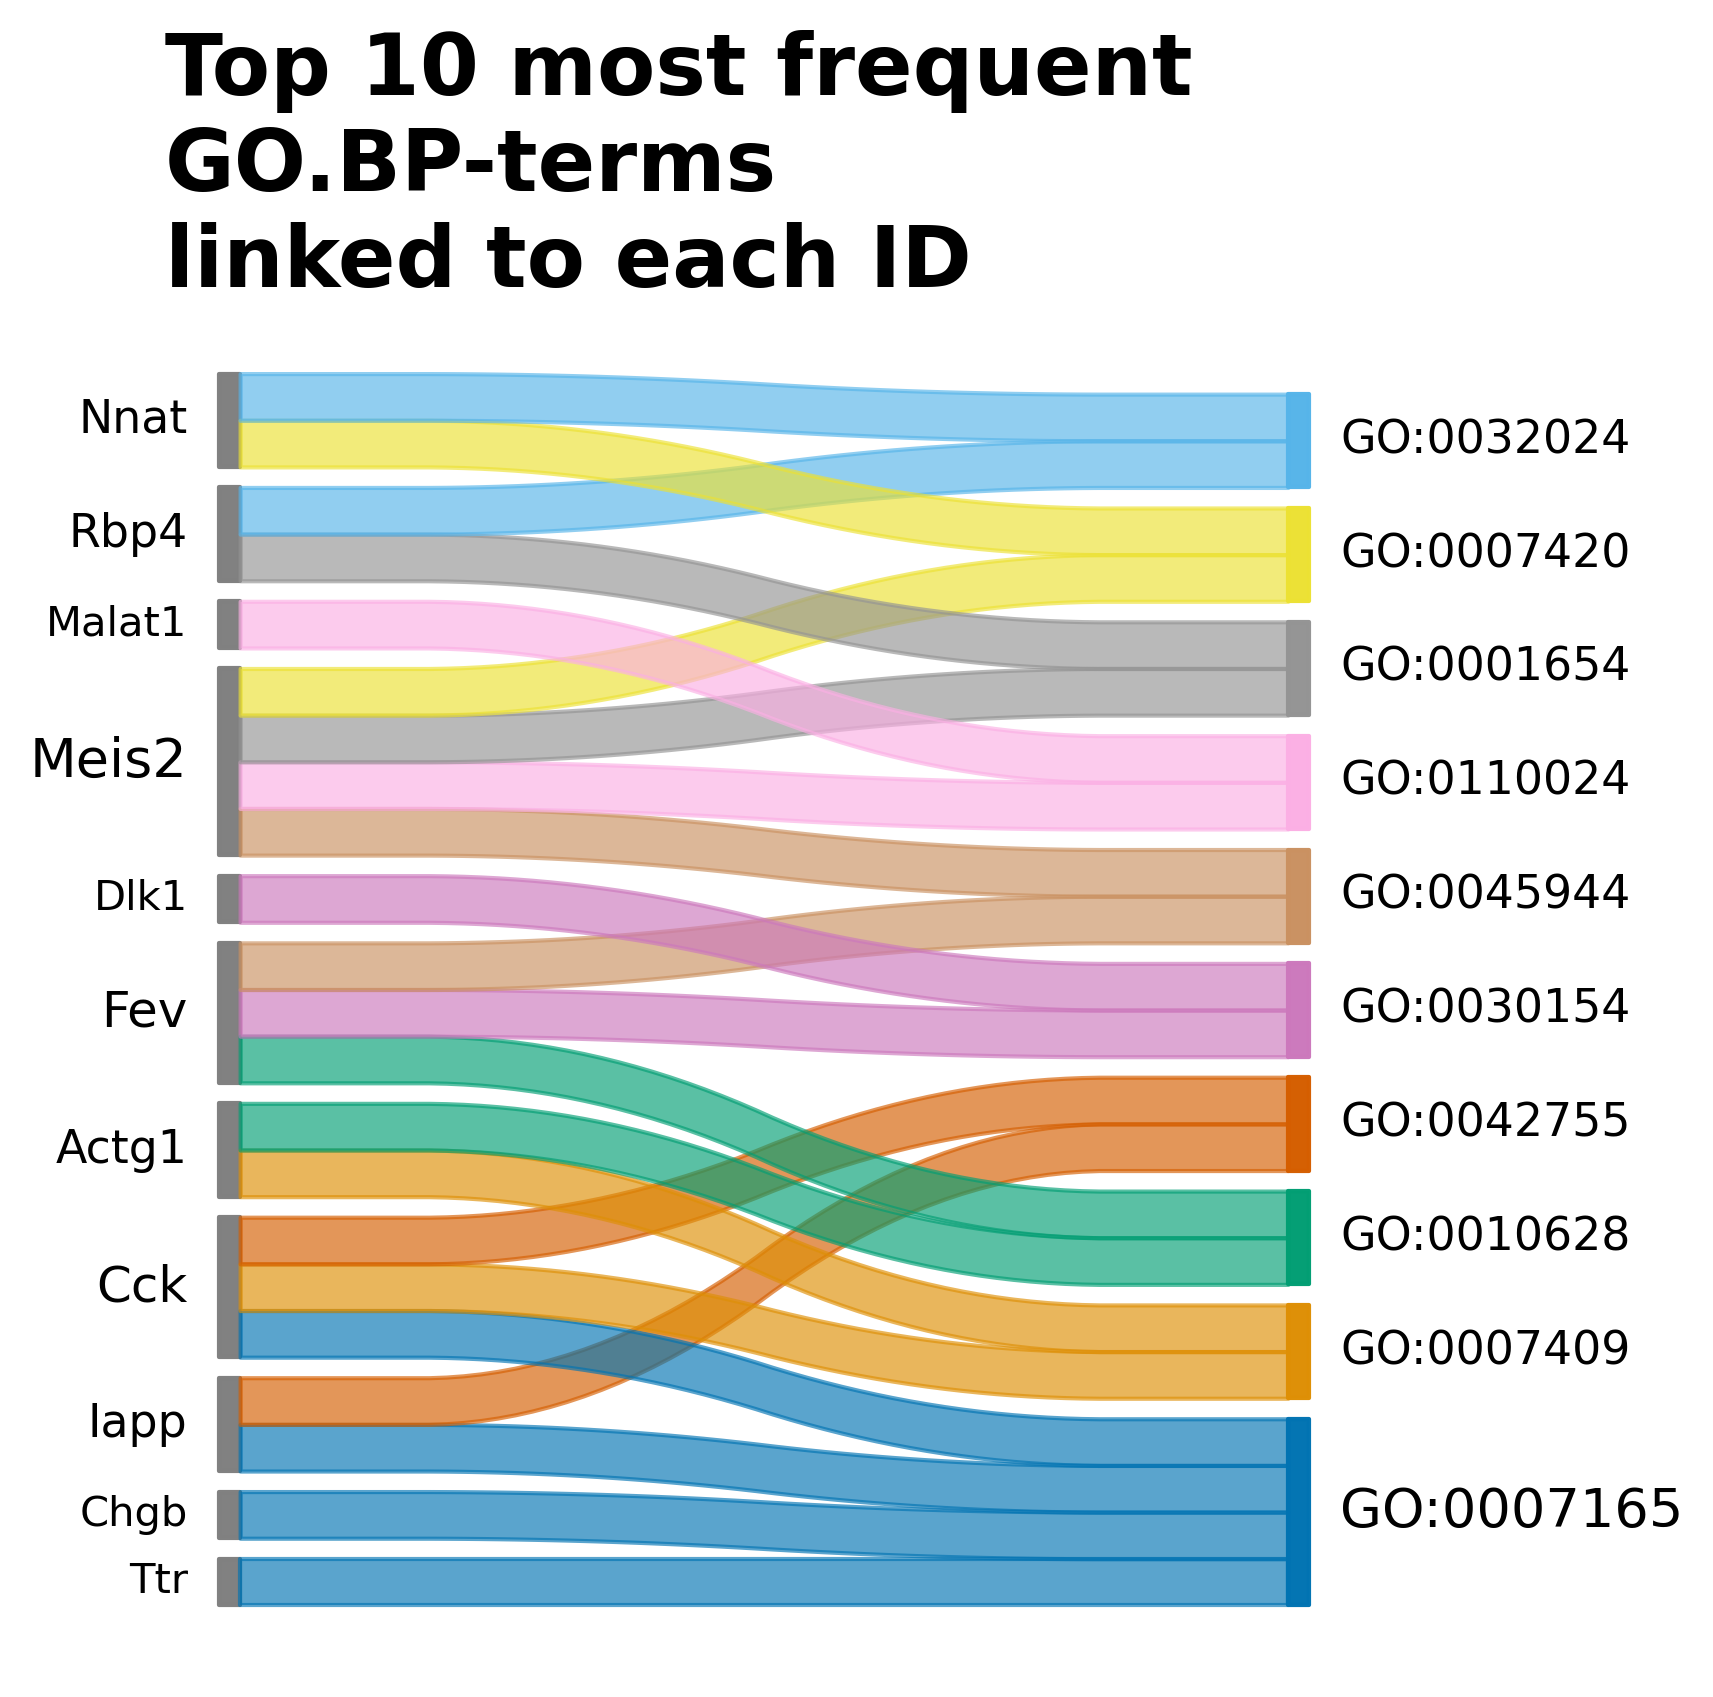 Top 10 most frequent
GO.BP-terms
linked to each ID
Nnat
Rbp4
Malat1
Meis2
Dlk1
Fev
Actg1
Cck
Iapp
Chgb
Ttr
GO:0032024
GO:0007420
GO:0001654
GO:0110024
GO:0045944
GO:0030154
GO:0042755
GO:0010628
GO:0007409
GO:0007165